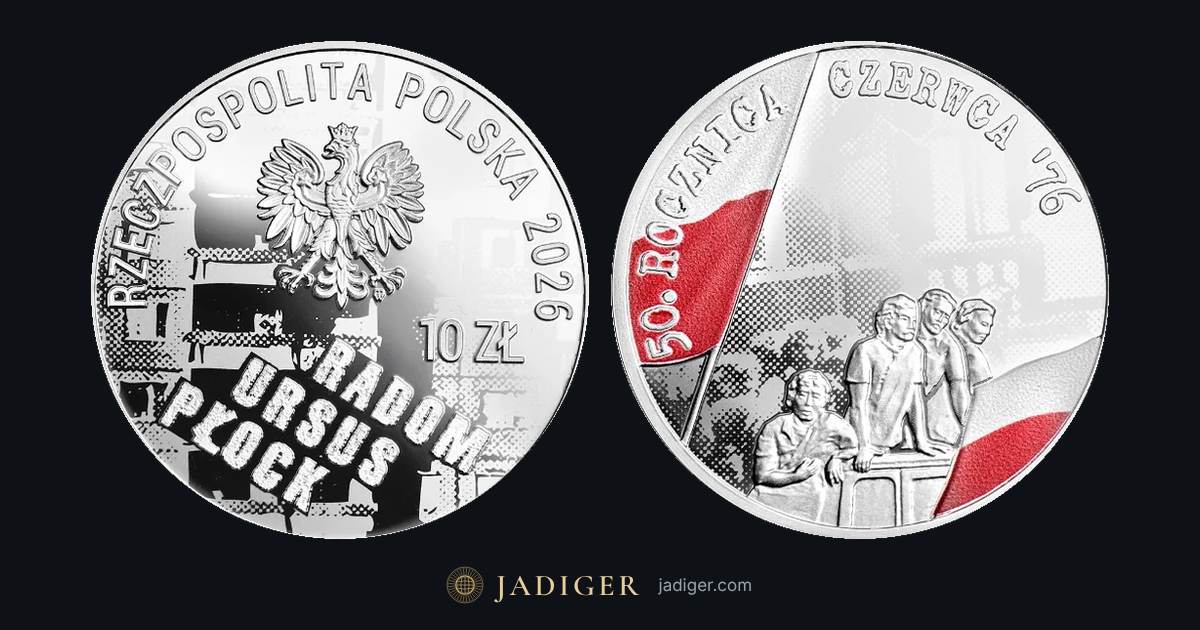 RZECZPOSPOLITA POLSKA 2026
10 ZŁ
RADOM
URSUS
PŁOCK
50. ROCZNICA CZERWCA '76
JADIGER
jadiger.com